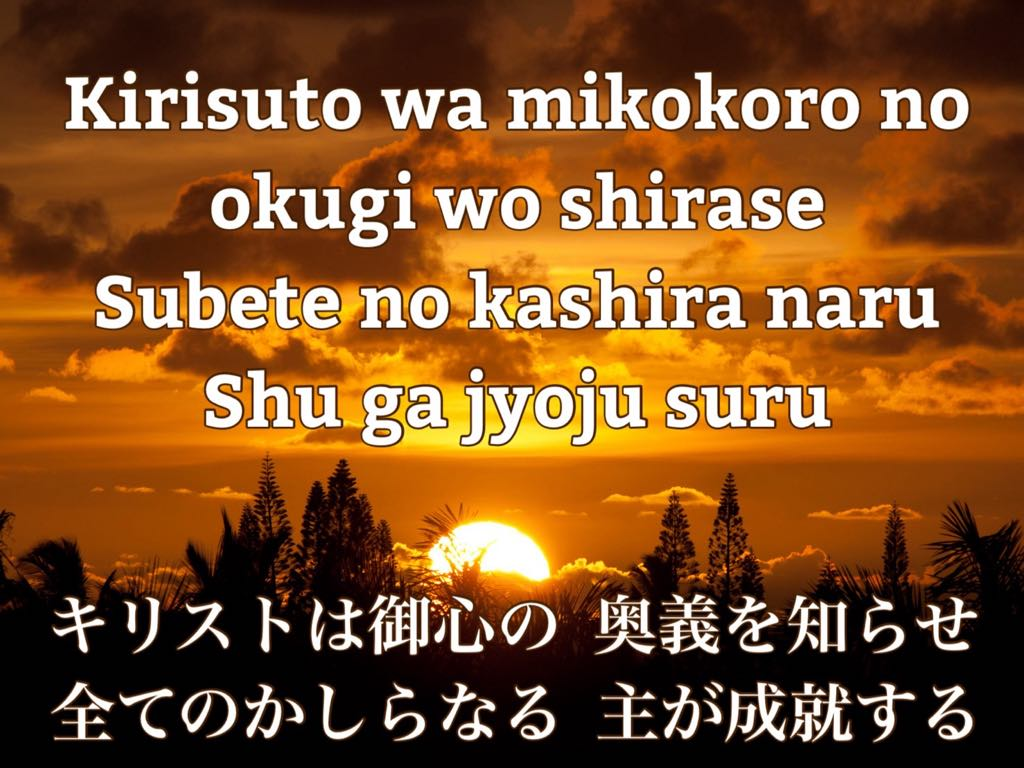 Kirisuto wa mikokoro no
okugi wo shirase
Subete no kashira naru
Shu ga jyoju suru
キリストは御心の 奥義を知らせ
全てのかしらなる 主が成就する